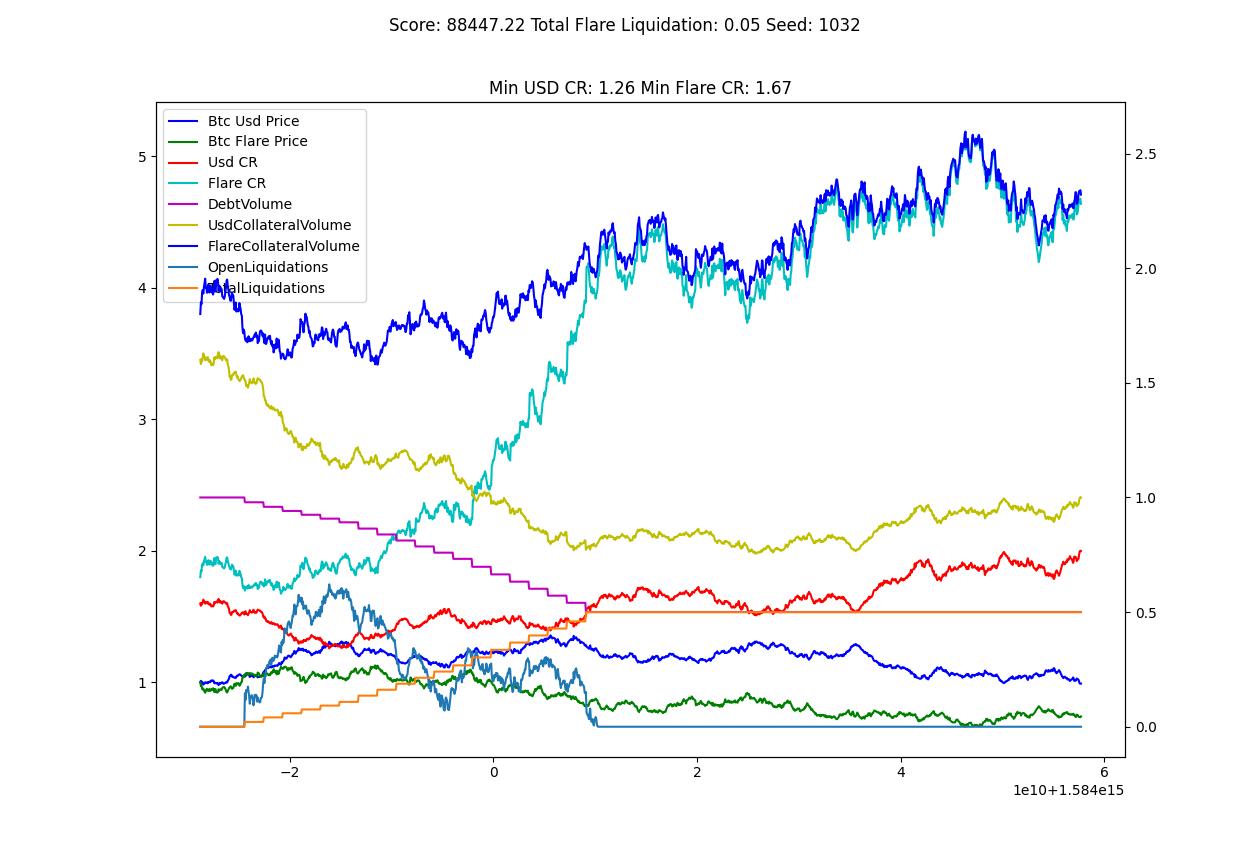 Score: 88447.22 Total Flare Liquidation: 0.05 Seed: 1032
Min USD CR: 1.26 Min Flare CR: 1.67
Btc Usd Price
Btc Flare Price
Usd CR
Flare CR
DebtVolume
UsdCollateralVolume
FlareCollateralVolume
OpenLiquidations
TotalLiquidations
5
4
3
2
1
2.5
2.0
1.5
1.0
0.5
0.0
−2 0 2 4 6
1e10+1.584e15